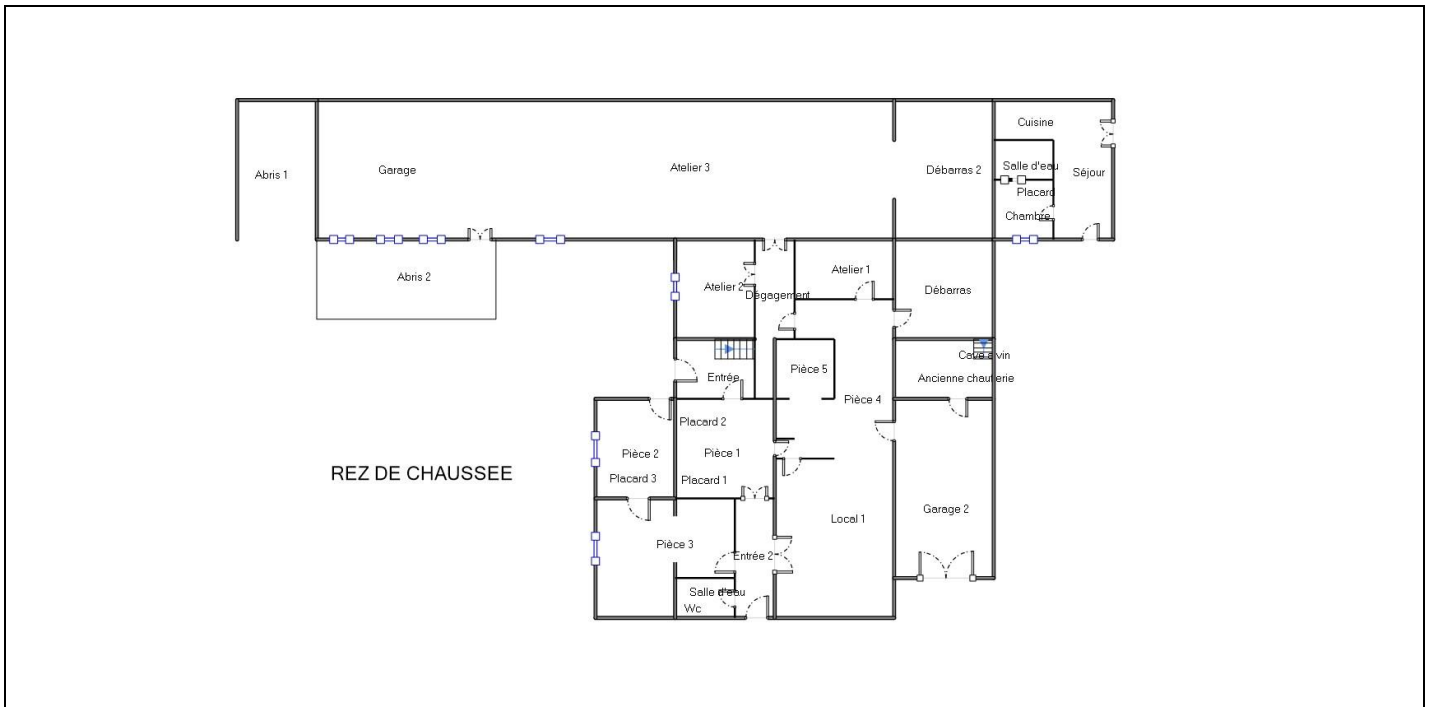 Cuisine
Abris 1
Garage
Atelier 3
Débarras 2
Salle d'eau
Séjour
Placard
Chambre
Abris 2
Atelier 2
Dégagement
Atelier 1
Débarras
Cave à vin
Entrée
Pièce 5
Ancienne chaufferie
Pièce 4
Placard 2
Pièce 2
Pièce 1
REZ DE CHAUSSEE
Placard 3
Placard 1
Garage 2
Local 1
Pièce 3
Entrée 2
Salle d'eau
Wc